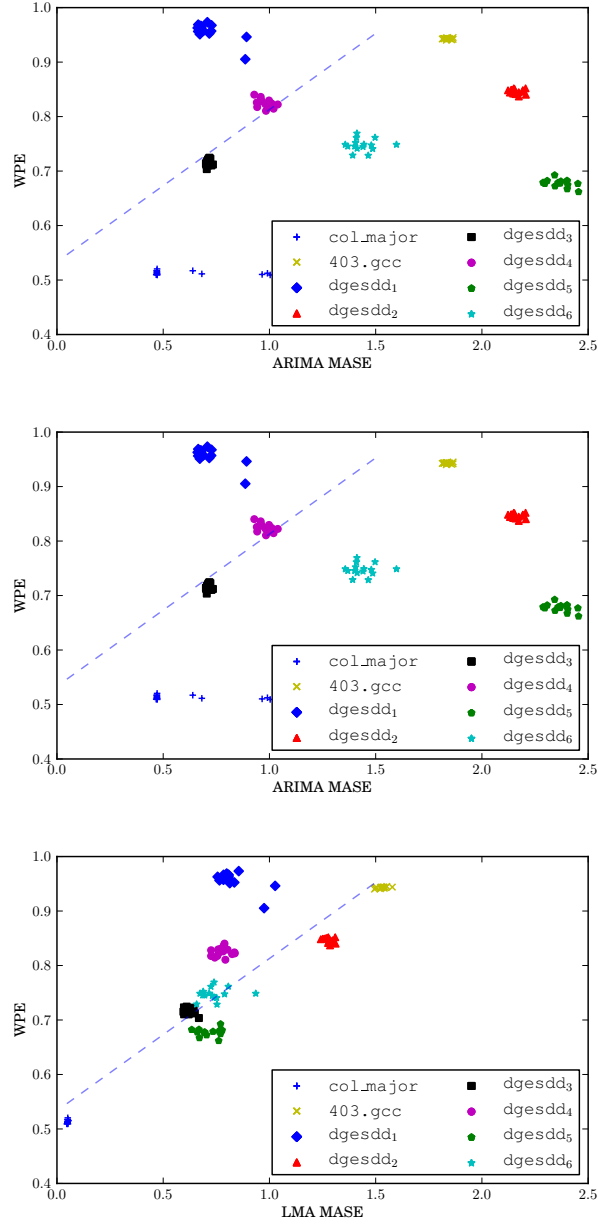 1.0
0.9
0.8
0.7
0.6
0.5
0.4
WPE
col_major
403.gcc
dgesdd1
dgesdd2
dgesdd3
dgesdd4
dgesdd5
dgesdd6
0.0 0.5 1.0 1.5 2.0 2.5
ARIMA MASE
1.0
0.9
0.8
0.7
0.6
0.5
0.4
WPE
col_major
403.gcc
dgesdd1
dgesdd2
dgesdd3
dgesdd4
dgesdd5
dgesdd6
0.0 0.5 1.0 1.5 2.0 2.5
ARIMA MASE
1.0
0.9
0.8
0.7
0.6
0.5
0.4
WPE
col_major
403.gcc
dgesdd1
dgesdd2
dgesdd3
dgesdd4
dgesdd5
dgesdd6
0.0 0.5 1.0 1.5 2.0 2.5
LMA MASE